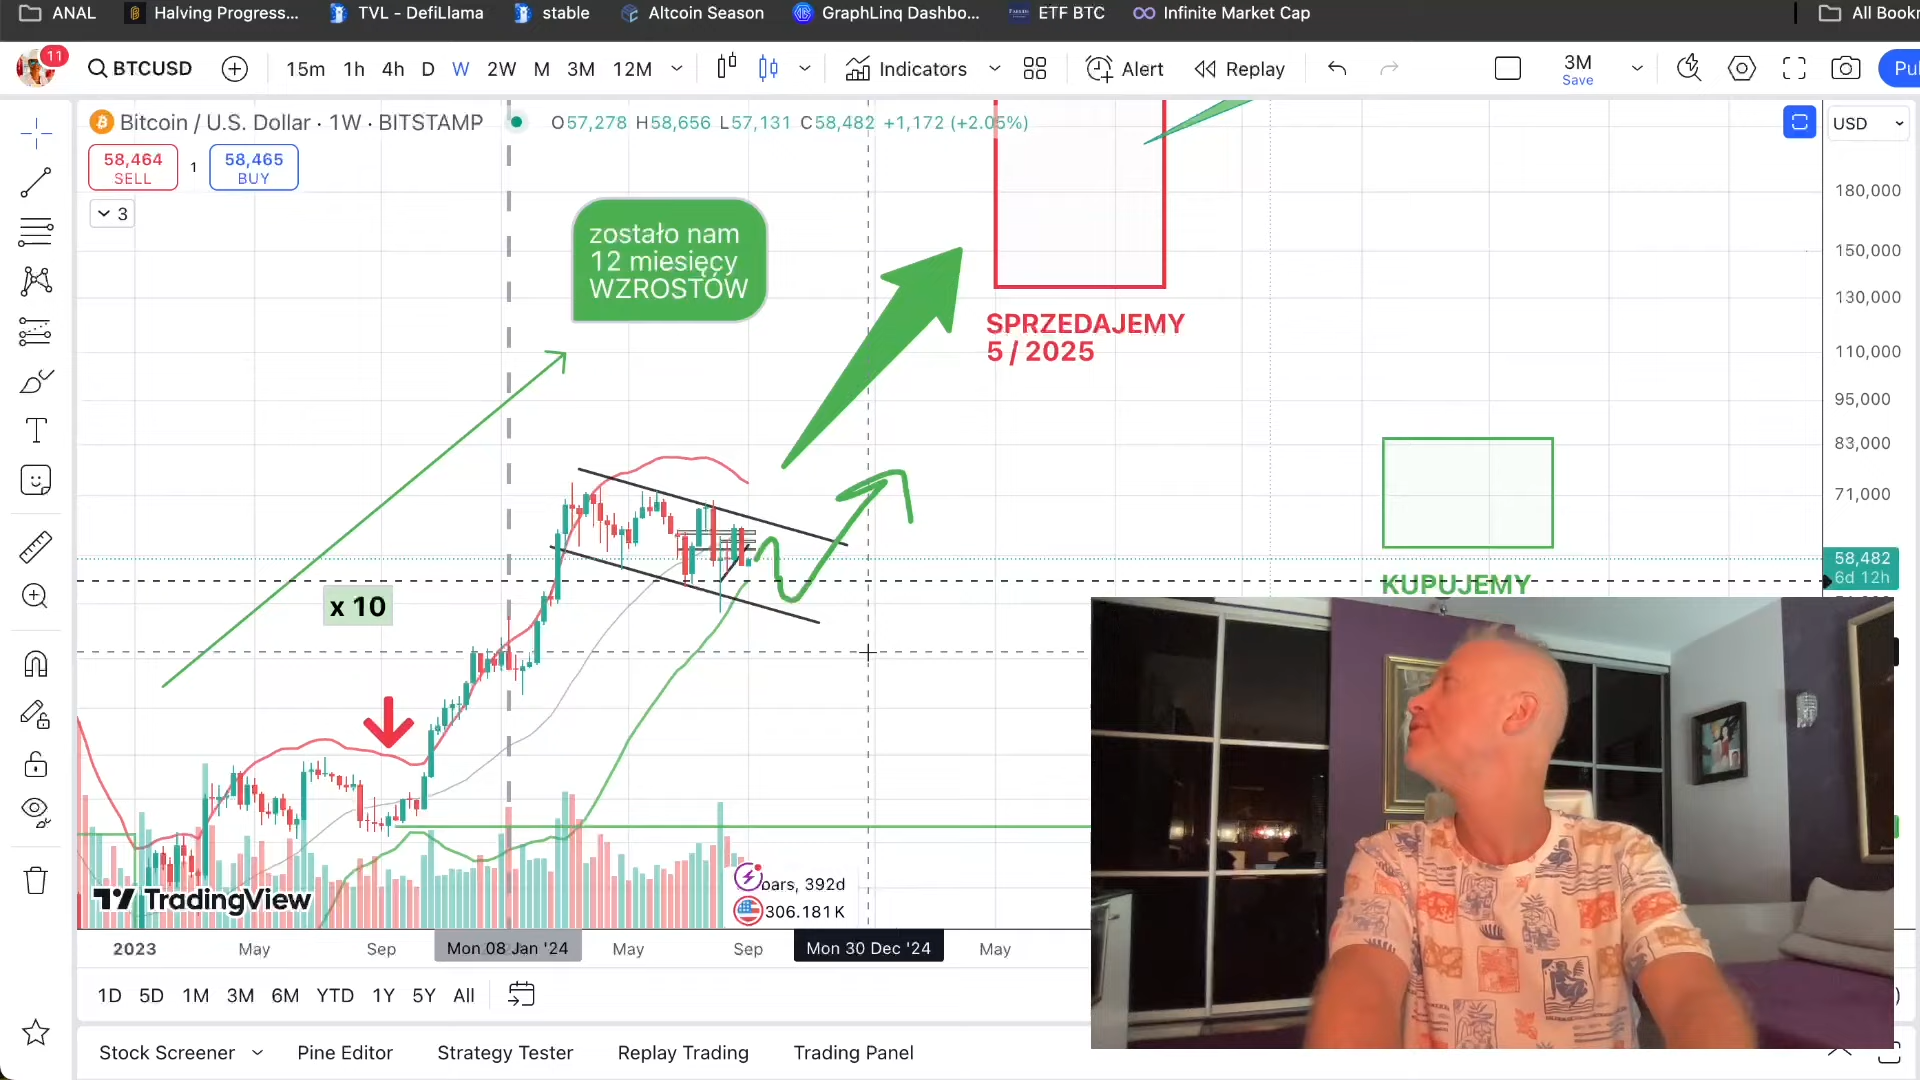 ANAL
Halving Progress...
TVL - DefiLlama
stable
Altcoin Season
GraphLinq Dashbo...
ETF BTC
Infinite Market Cap
All Bookr
11
BTCUSD
15m 1h 4h D W 2W M 3M 12M
Indicators
Alert
Replay
3M
Save
Pul
Bitcoin / U.S. Dollar · 1W · BITSTAMP
O57,278 H58,656 L57,131 C58,482 +1,172 (+2.05%)
USD
58,464
SELL
1
58,465
BUY
3
180,000
150,000
130,000
110,000
95,000
83,000
71,000
58,482
6d 12h
zostało nam
12 miesięcy
WZROSTÓW
SPRZEDAJEMY
5 / 2025
KUPUJEMY
x 10
bars, 392d
306.181K
TradingView
2023 May Sep Mon 08 Jan '24 May Sep Mon 30 Dec '24 May
1D 5D 1M 3M 6M YTD 1Y 5Y All
Stock Screener
Pine Editor
Strategy Tester
Replay Trading
Trading Panel